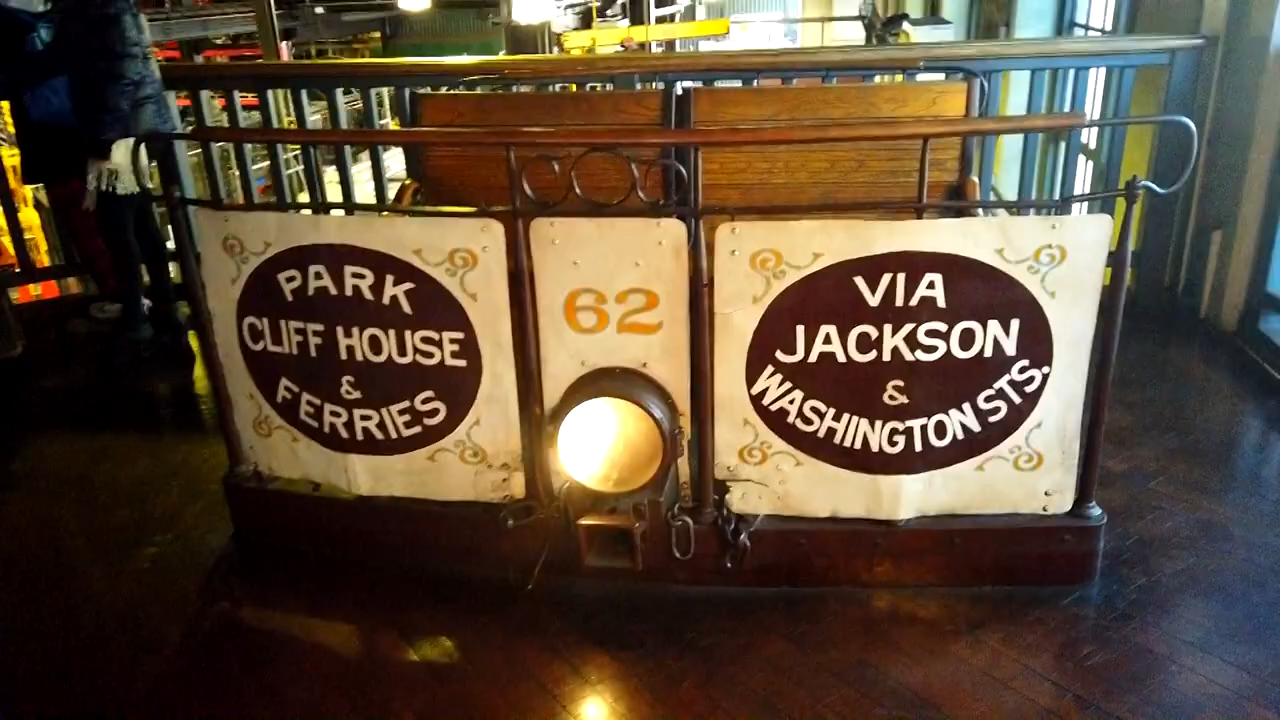 PARK
CLIFF HOUSE
&
FERRIES
62
VIA
JACKSON
&
WASHINGTON STS.